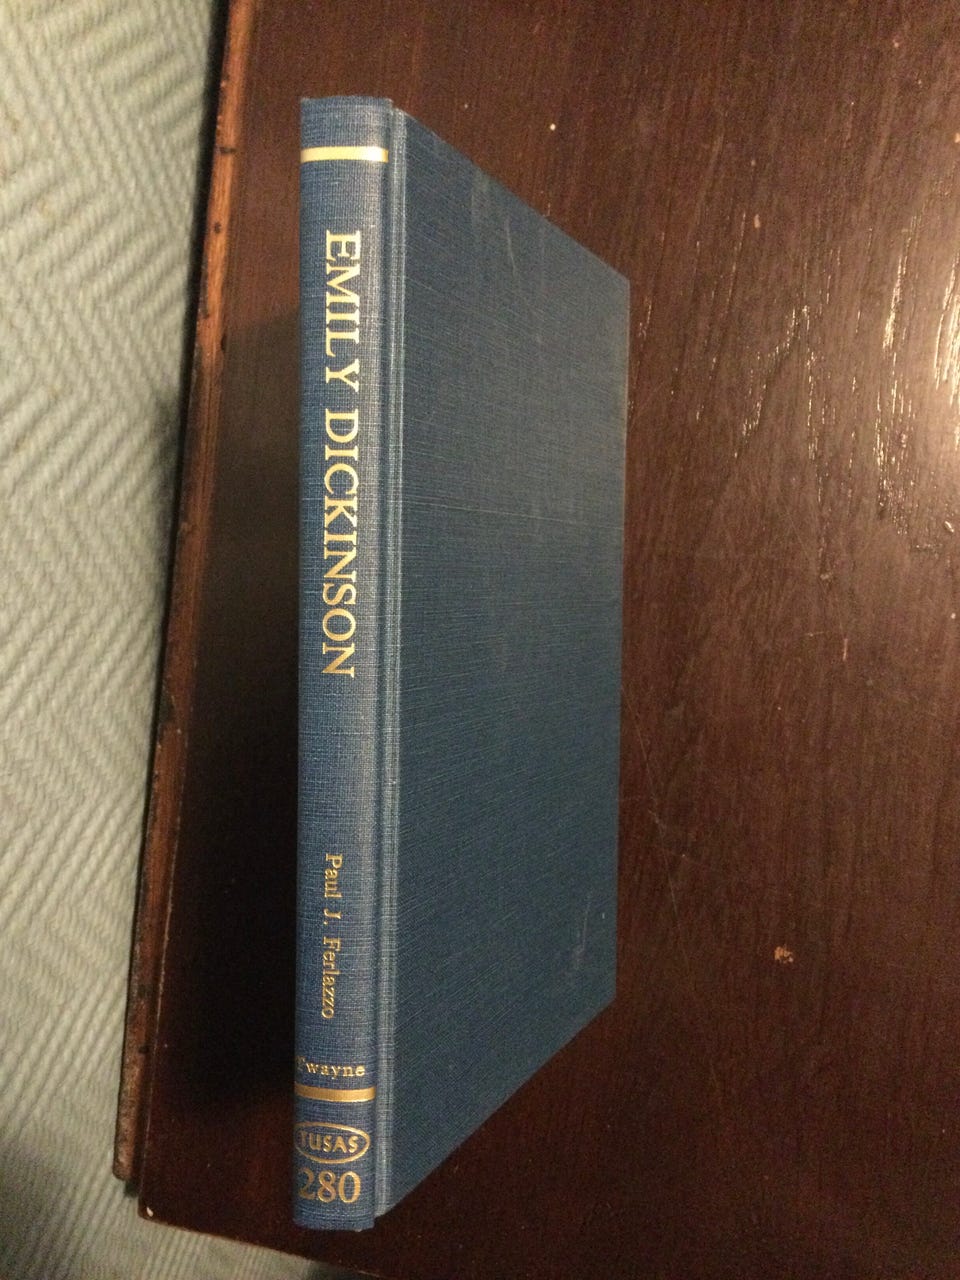 EMILY DICKINSON
Paul J. Ferlazzo
Twayne
TUSAS
280